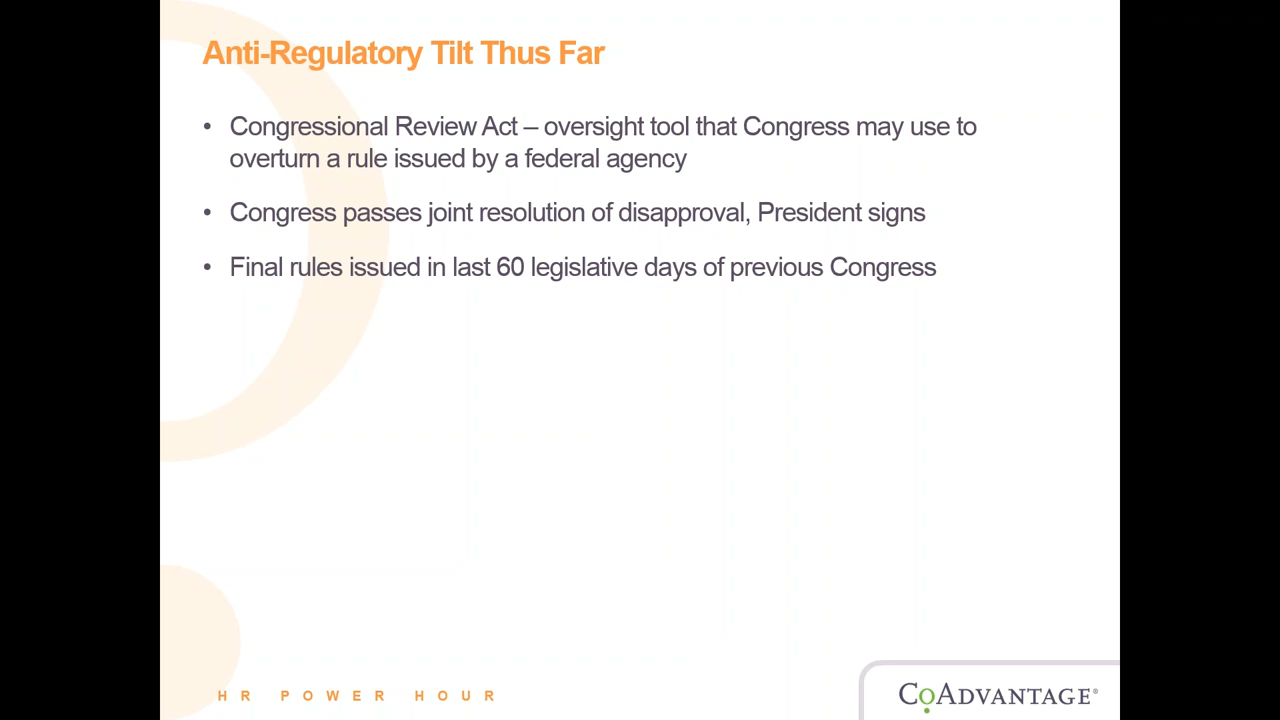 Anti-Regulatory Tilt Thus Far
• Congressional Review Act – oversight tool that Congress may use to
overturn a rule issued by a federal agency
• Congress passes joint resolution of disapproval, President signs
• Final rules issued in last 60 legislative days of previous Congress
HR POWER HOUR
CoAdvantage®